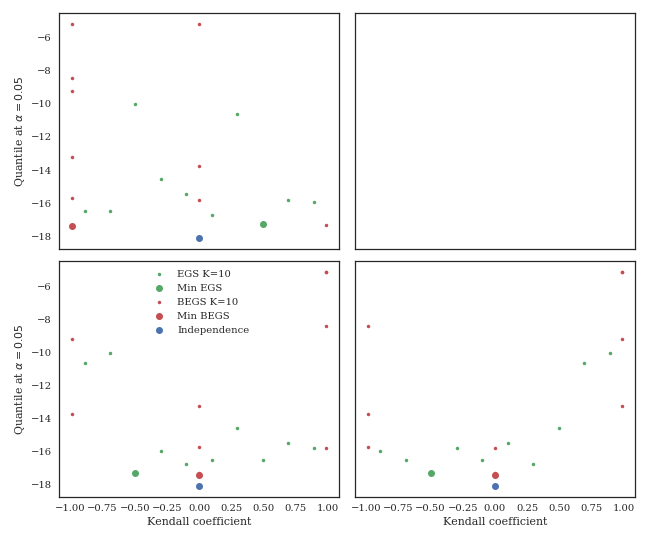 −6
−8
−10
−12
−14
−16
−18
Quantile at α = 0.05
−6
−8
−10
−12
−14
−16
−18
Quantile at α = 0.05
EGS K=10
Min EGS
BEGS K=10
Min BEGS
Independence
−1.00 −0.75 −0.50 −0.25 0.00 0.25 0.50 0.75 1.00
Kendall coefficient
−1.00 −0.75 −0.50 −0.25 0.00 0.25 0.50 0.75 1.00
Kendall coefficient